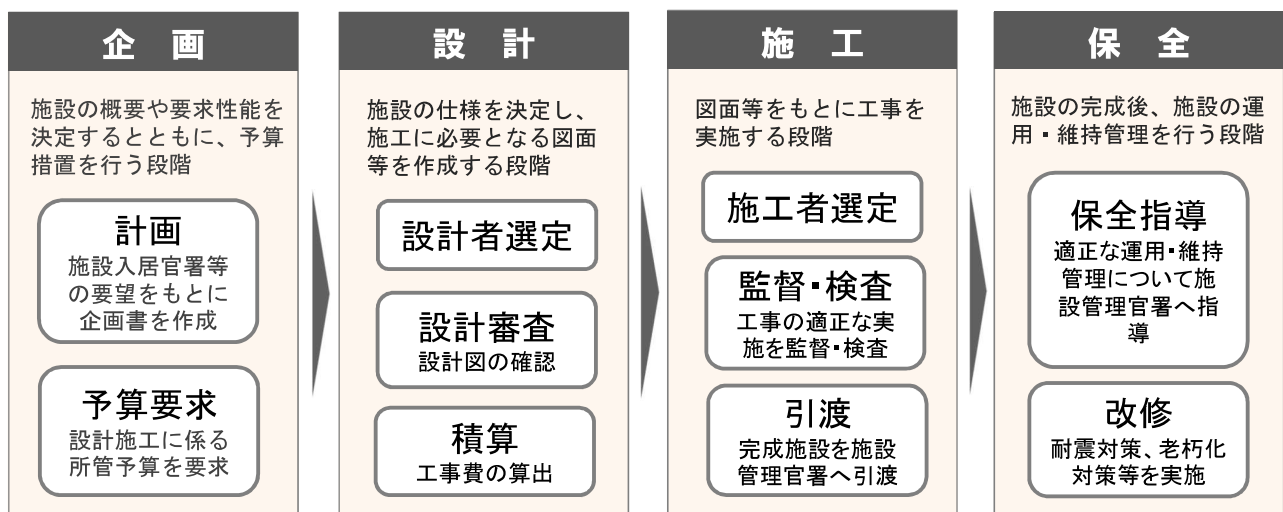 企　画
施設の概要や要求性能を
決定するとともに、予算
措置を行う段階
計画
施設入居官署等
の要望をもとに
企画書を作成
予算要求
設計施工に係る
所管予算を要求
設　計
施設の仕様を決定し、
施工に必要となる図面
等を作成する段階
設計者選定
設計審査
設計図の確認
積算
工事費の算出
施　工
図面等をもとに工事を
実施する段階
施工者選定
監督・検査
工事の適正な実
施を監督・検査
引渡
完成施設を施設
管理官署へ引渡
保　全
施設の完成後、施設の運
用・維持管理を行う段階
保全指導
適正な運用・維持
管理について施
設管理官署へ指
導
改修
耐震対策、老朽化
対策等を実施